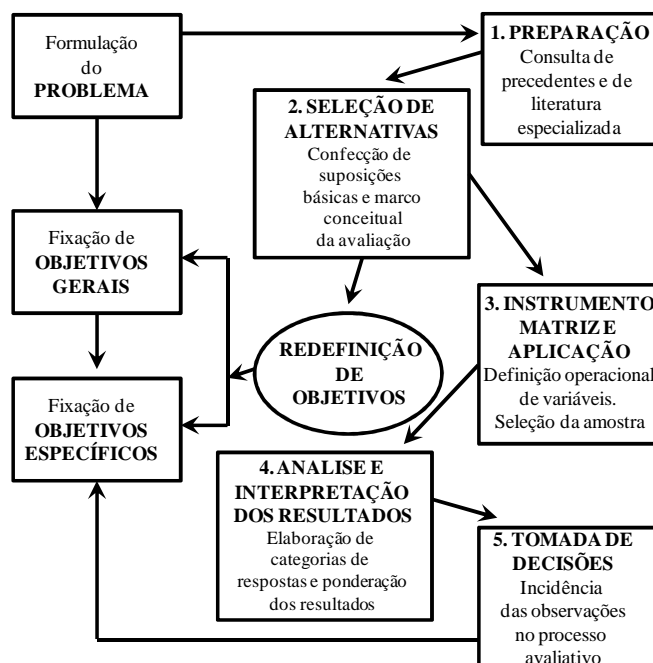 Formulação
do
PROBLEMA
1. PREPARAÇÃO
Consulta de
precedentes e de
literatura
especializada
2. SELEÇÃO DE
ALTERNATIVAS
Confecção de
suposições
básicas e marco
conceitual
da avaliação
Fixação de
OBJETIVOS
GERAIS
3. INSTRUMENTO
MATRIZ E
APLICAÇÃO
Definição operacional
de variáveis.
Seleção da amostra
REDEFINIÇÃO
DE
OBJETIVOS
Fixação de
OBJETIVOS
ESPECÍFICOS
4. ANALISE E
INTERPRETAÇÃO
DOS RESULTADOS
Elaboração de
categorias de
respostas e ponderação
dos resultados
5. TOMADA DE
DECISÕES
Incidência
das observações
no processo
avaliativo